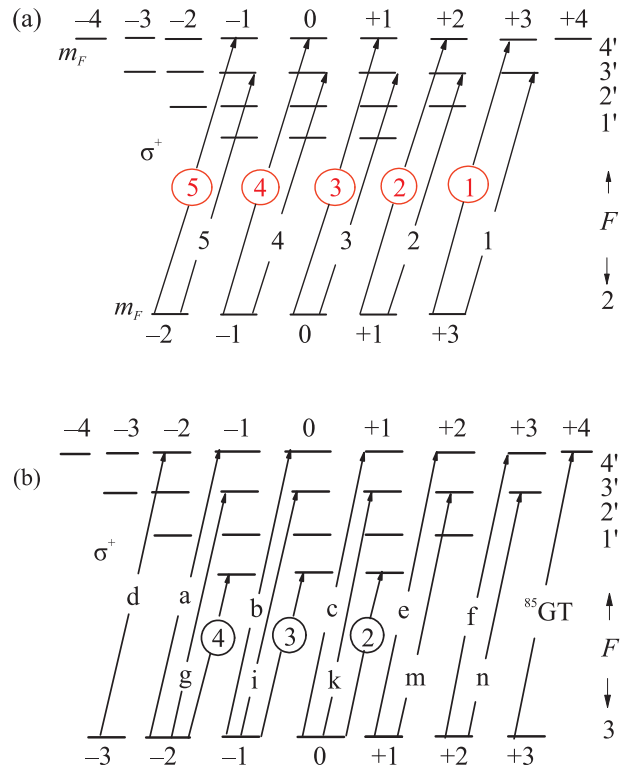 (a)
–4 –3 –2 –1 0 +1 +2 +3 +4
m_F
4'
3'
2'
1'
σ⁺
5 4 3 2 1
5 4 3 2 1
F
2
m_F
–2 –1 0 +1 +3
(b)
–4 –3 –2 –1 0 +1 +2 +3 +4
4'
3'
2'
1'
σ⁺
d a b c e f ⁸⁵GT
4 3 2
g i k m n
F
3
–3 –2 –1 0 +1 +2 +3